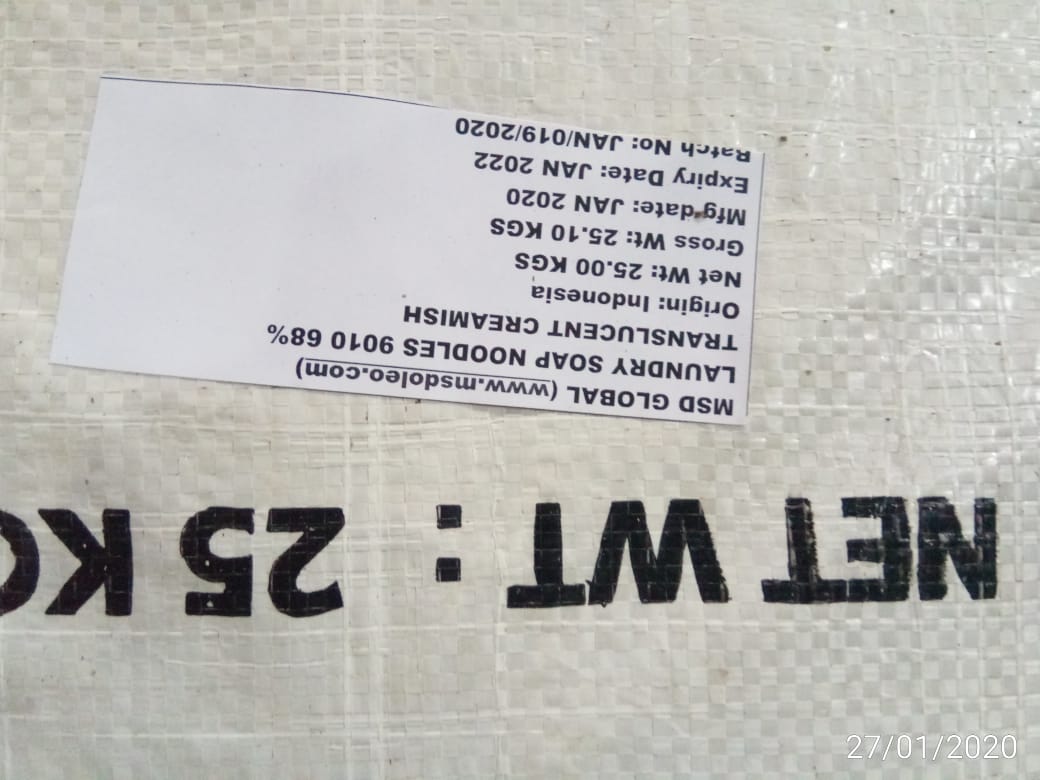 MSD GLOBAL (www.msdoleo.com)
LAUNDRY SOAP NOODLES 9010 68%
TRANSLUCENT CREAMISH
Origin: Indonesia
Net Wt: 25.00 KGS
Gross Wt: 25.10 KGS
Mfg-date: JAN 2020
Expiry Date: JAN 2022
Batch No: JAN/019/2020
NET WT : 25 KG
27/01/2020